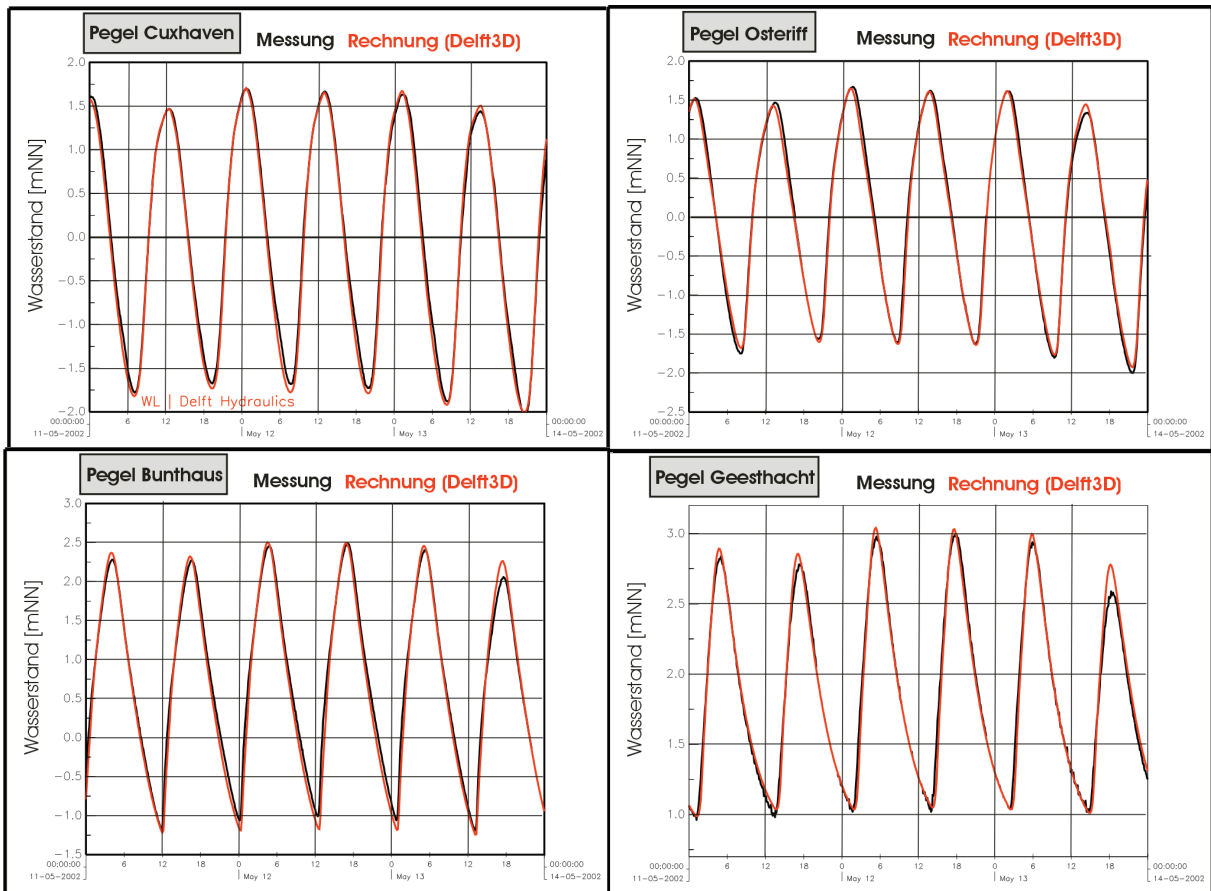 Pegel Cuxhaven Messung Rechnung (Delft3D)
Wasserstand [mNN]
2.0
1.5
1.0
0.5
0.0
−0.5
−1.0
−1.5
−2.0
WL | Delft Hydraulics
6 12 18 0 6 12 18 0 6 12 18
00:00:00 00:00:00
11-05-2002 May 12 May 13 14-05-2002
Pegel Osteriff Messung Rechnung (Delft3D)
Wasserstand [mNN]
2.0
1.5
1.0
0.5
0.0
−0.5
−1.0
−1.5
−2.0
−2.5
6 12 18 0 6 12 18 0 6 12 18
00:00:00 00:00:00
11-05-2002 May 12 May 13 14-05-2002
Pegel Bunthaus Messung Rechnung (Delft3D)
Wasserstand [mNN]
3.0
2.5
2.0
1.5
1.0
0.5
0.0
−0.5
−1.0
−1.5
6 12 18 0 6 12 18 0 6 12 18
00:00:00 00:00:00
11-05-2002 May 12 May 13 14-05-2002
Pegel Geesthacht Messung Rechnung (Delft3D)
Wasserstand [mNN]
3.0
2.5
2.0
1.5
1.0
6 12 18 0 6 12 18 0 6 12 18
00:00:00 00:00:00
11-05-2002 May 12 May 13 14-05-2002